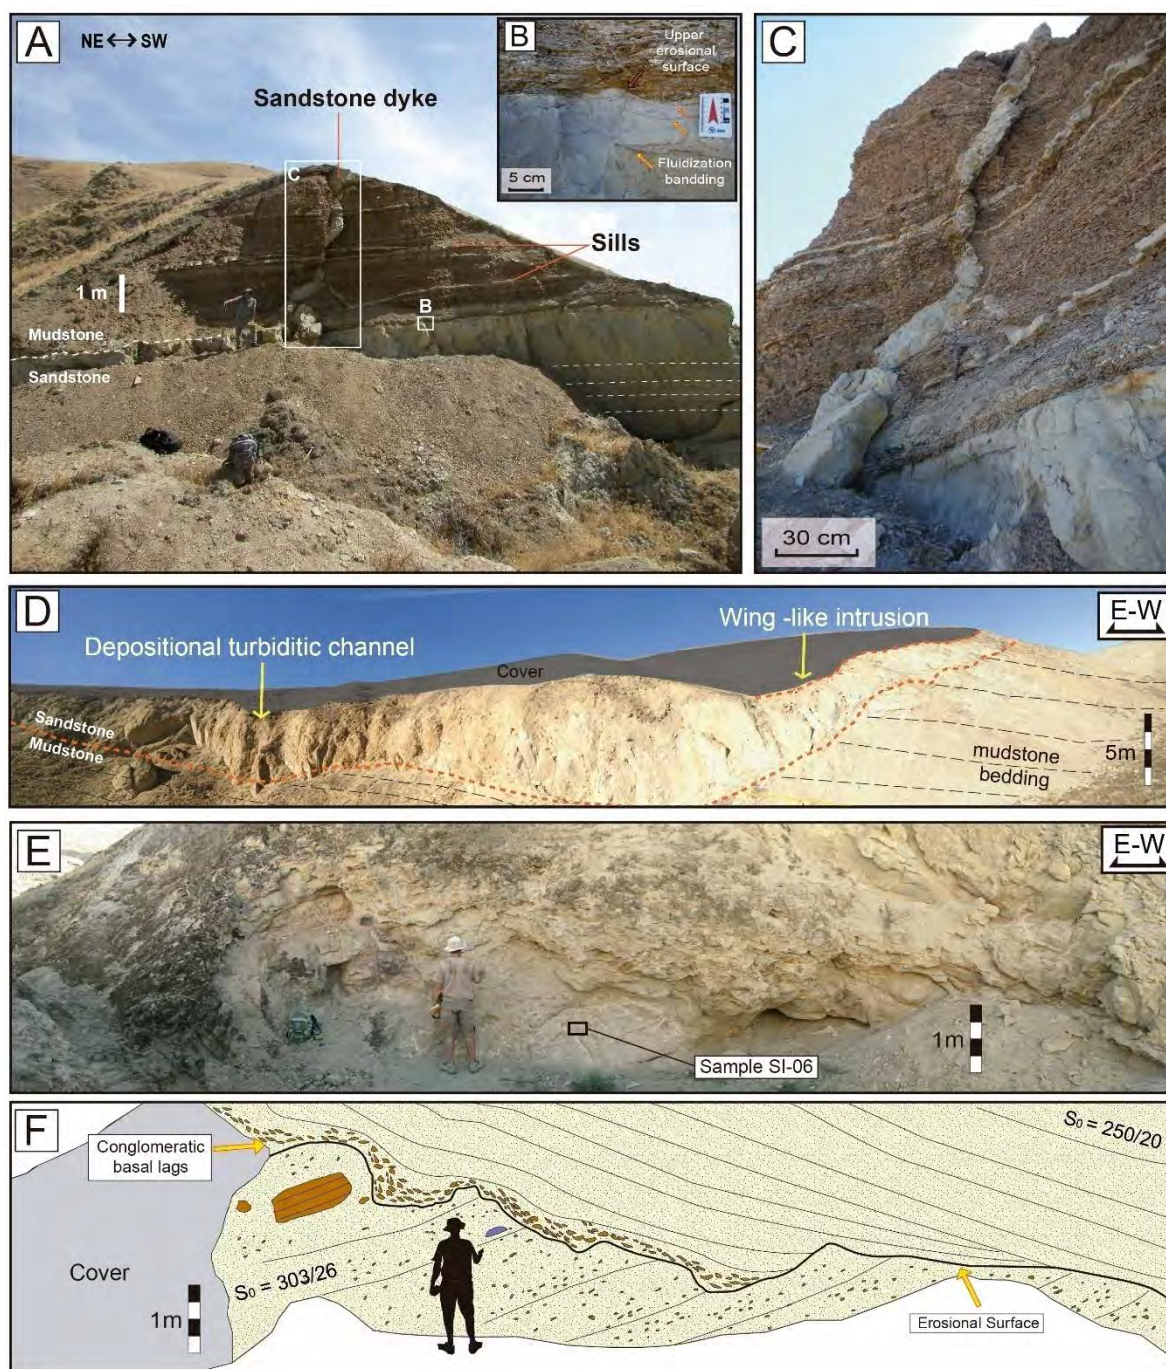 A
NE ↔ SW
Sandstone dyke
C
Sills
1 m
B
Mudstone
Sandstone
B
Upper
erosional
surface
Fluidization
bandding
5 cm
C
30 cm
D
E-W
Depositional turbiditic channel
Wing -like intrusion
Cover
Sandstone
Mudstone
mudstone
bedding
5m
E
E-W
1m
Sample SI-06
F
Conglomeratic
basal lags
S₀ = 250/20
S₀ = 303/26
Cover
1m
Erosional Surface